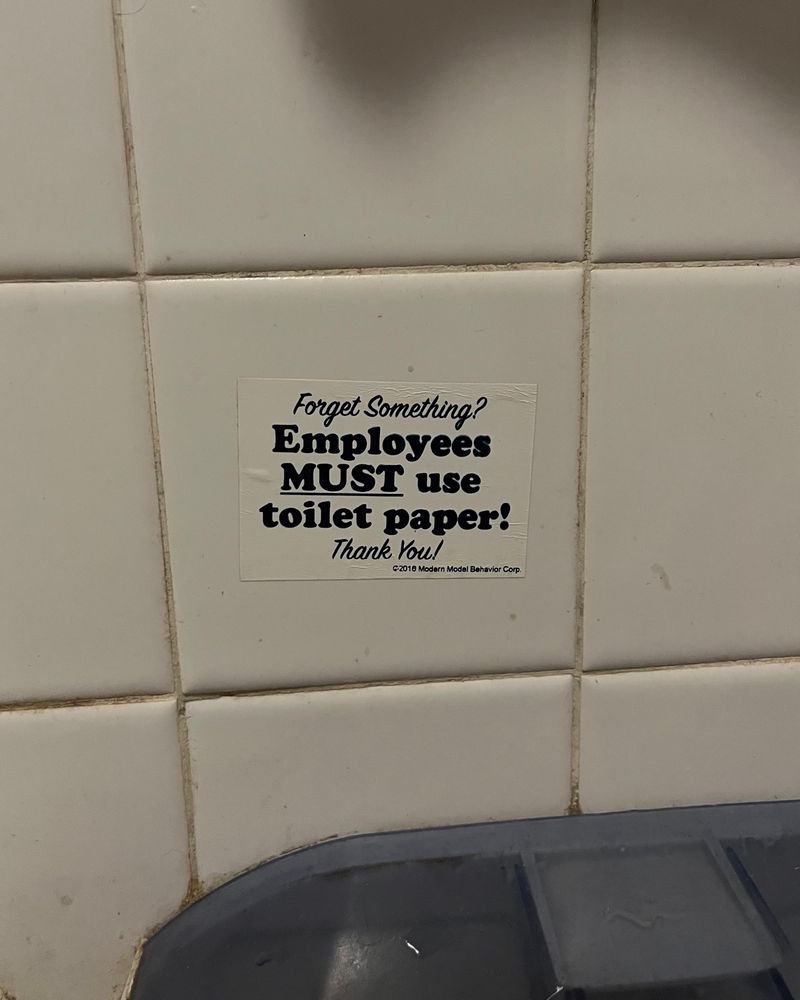 Forget Something?
Employees
MUST use
toilet paper!
Thank You!
©2016 Modern Model Behavior Corp.